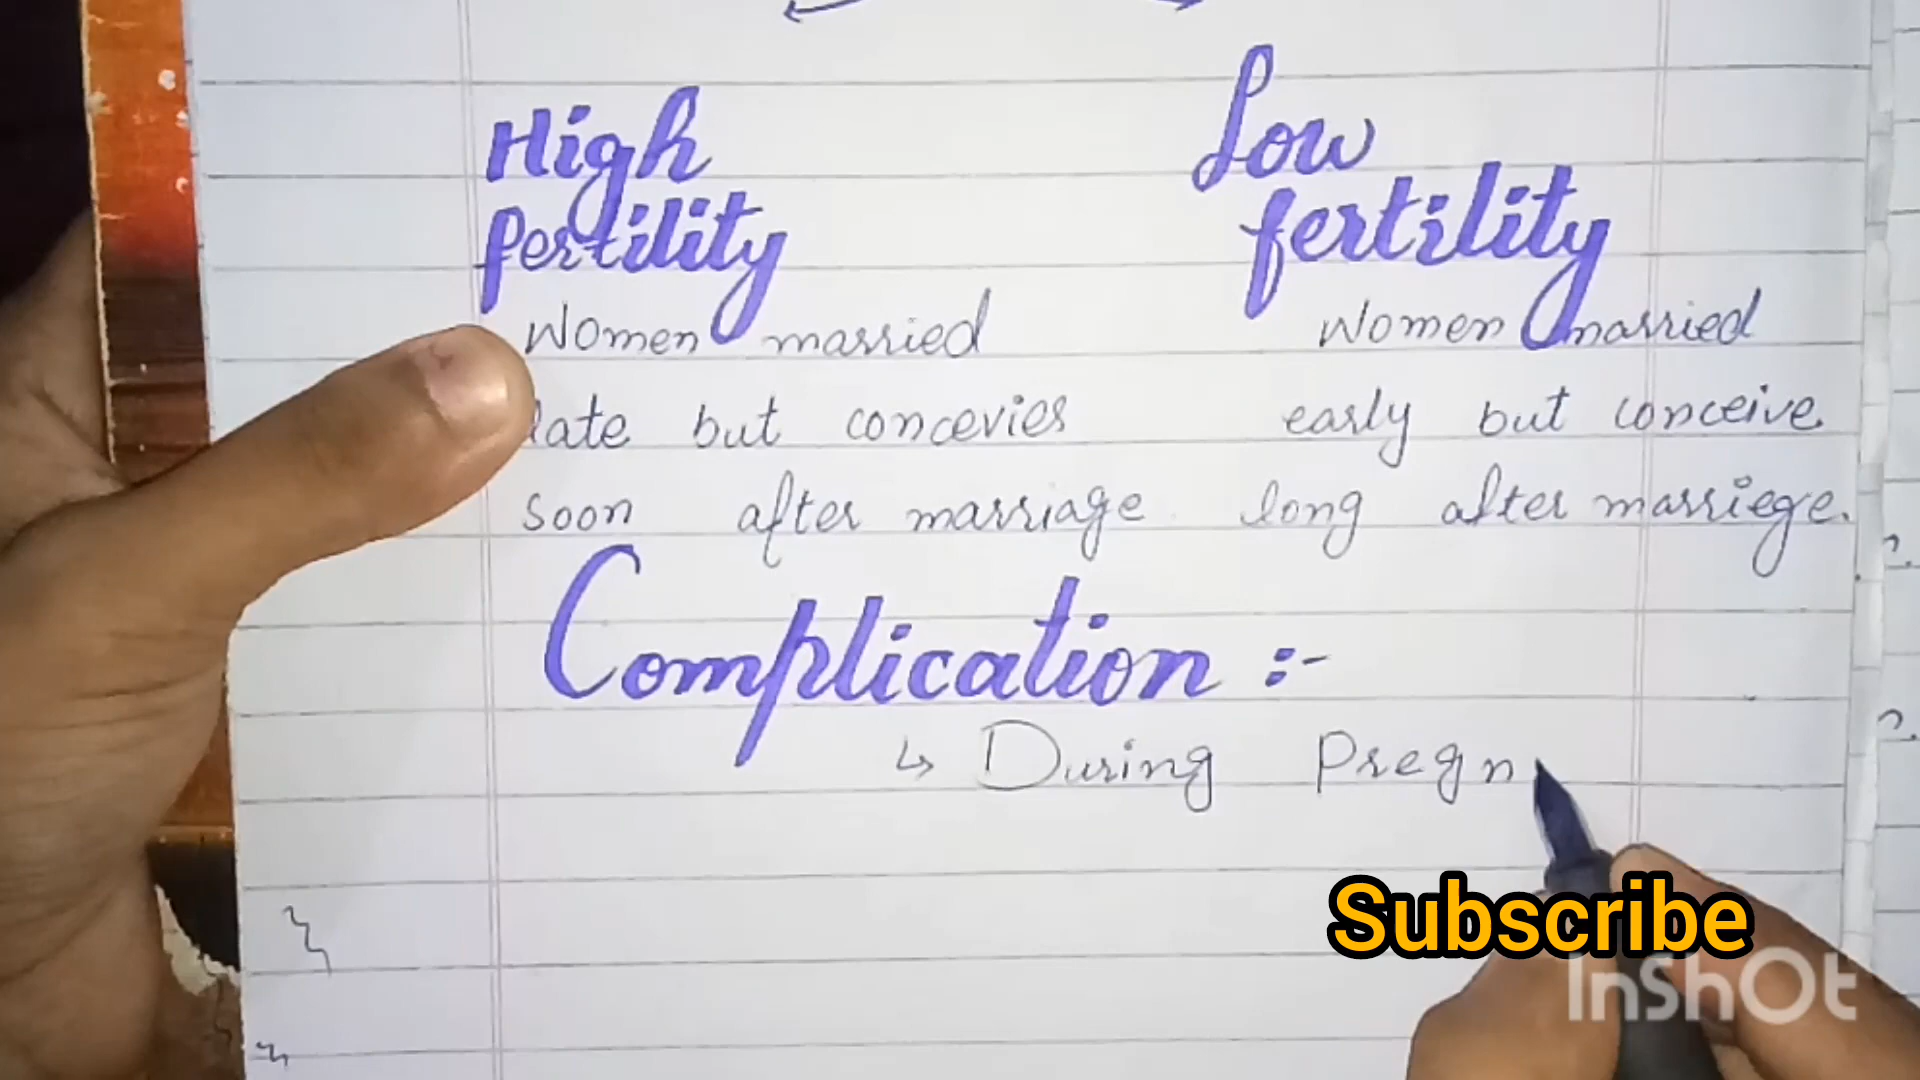 High
fertility
Women married
late but concevies
soon after marriage
Low
fertility
Women married
early but conceive
long after marriege.
Complication :-
↳ During Pregn
Subscribe
InShOt